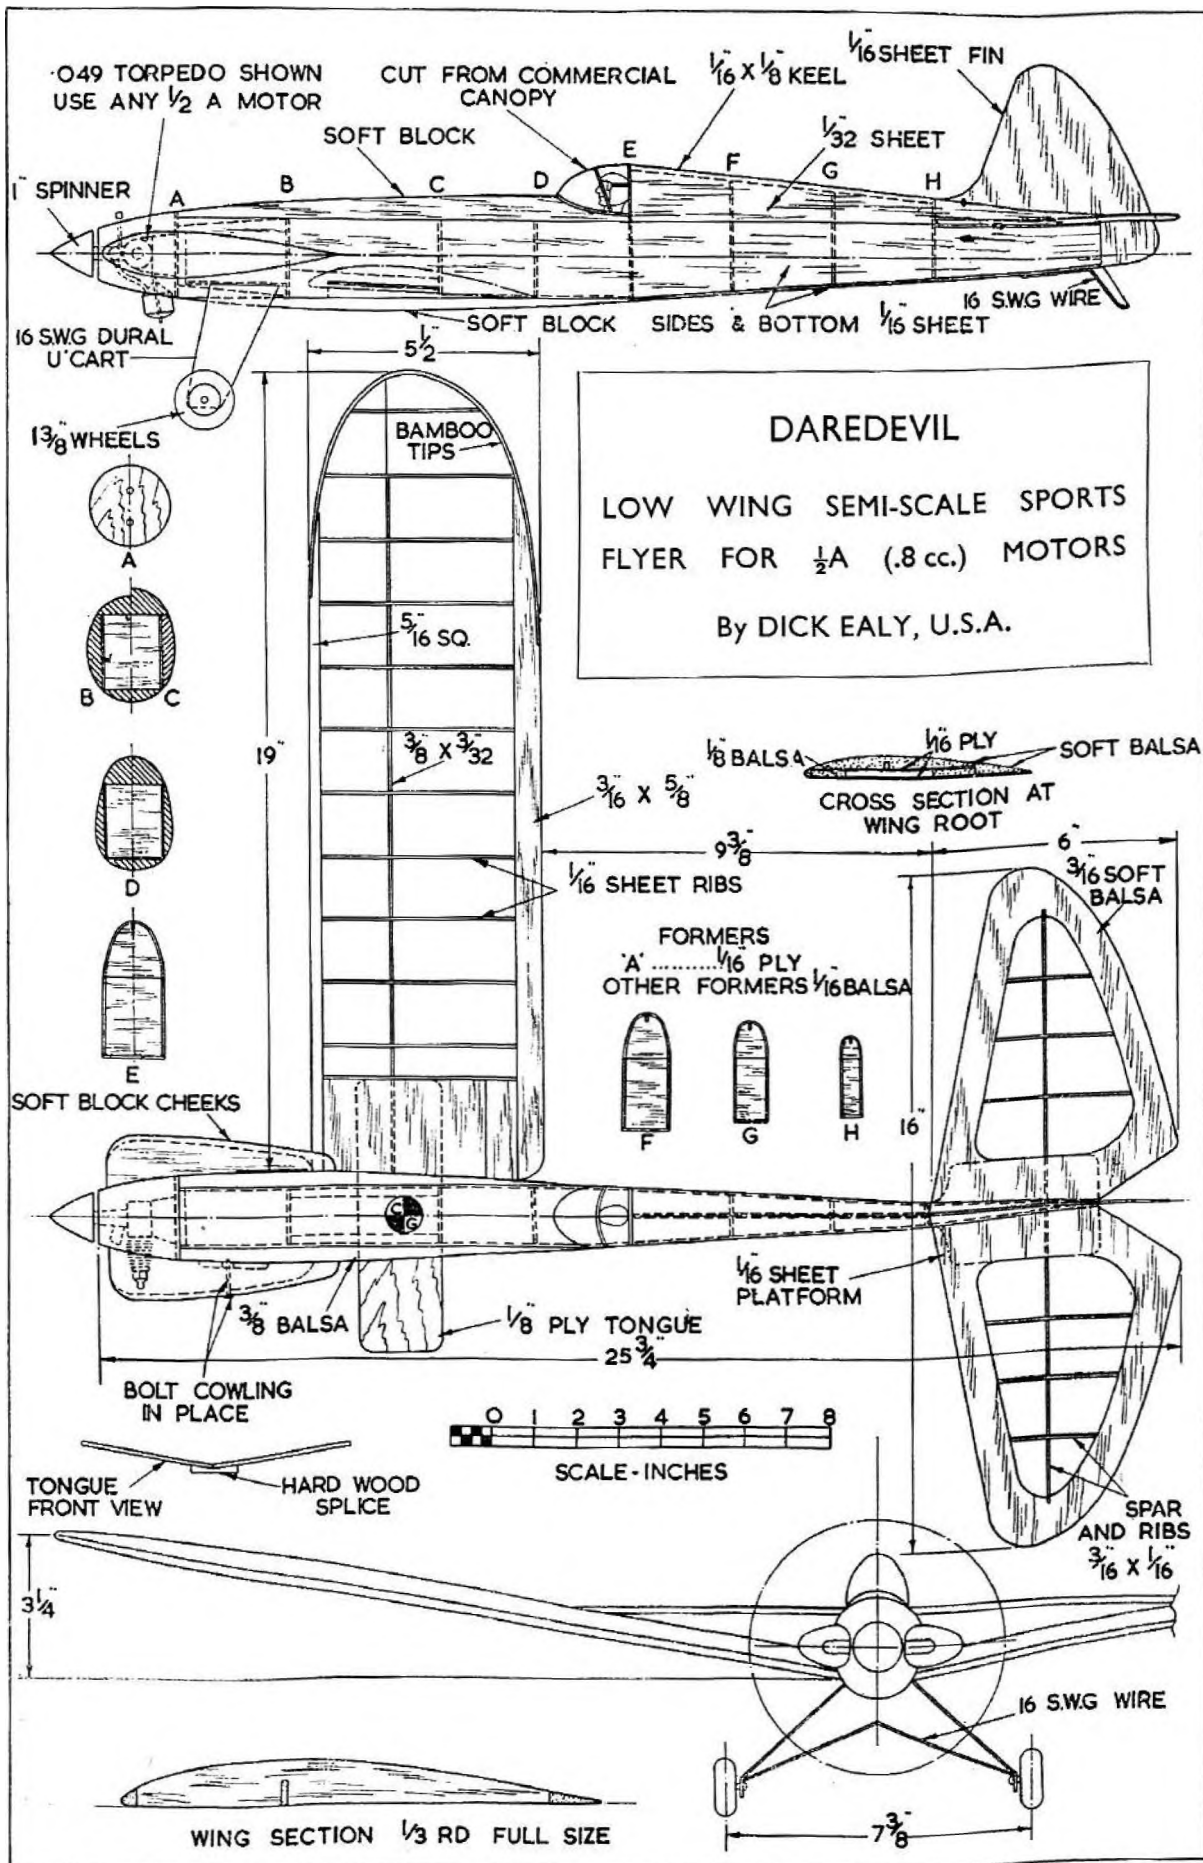 .049 TORPEDO SHOWN
USE ANY 1/2 A MOTOR
CUT FROM COMMERCIAL
CANOPY
1/16" X 1/8" KEEL
1/16" SHEET FIN
SOFT BLOCK
1/32" SHEET
1" SPINNER
A
B
C
D
E
F
G
H
16 S.W.G DURAL
U'CART
SOFT BLOCK
SIDES & BOTTOM 1/16" SHEET
16 S.W.G WIRE
5 1/2"
1 3/8" WHEELS
BAMBOO
TIPS
DAREDEVIL
LOW WING SEMI-SCALE SPORTS
FLYER FOR ½A (.8 cc.) MOTORS
By DICK EALY, U.S.A.
A
5/16" SQ.
B
C
19"
3/8" X 3/32"
3/16" X 5/8"
1/8" BALSA
1/16" PLY
SOFT BALSA
CROSS SECTION AT
WING ROOT
D
9 3/8"
6"
1/16" SHEET RIBS
3/16" SOFT
BALSA
FORMERS
'A' ......... 1/16" PLY
OTHER FORMERS 1/16" BALSA
E
F
G
H
16"
SOFT BLOCK CHEEKS
C
G
1/16" SHEET
PLATFORM
3/8" BALSA
1/8" PLY TONGUE
25 3/4"
BOLT COWLING
IN PLACE
0 1 2 3 4 5 6 7 8
SCALE-INCHES
TONGUE
FRONT VIEW
HARD WOOD
SPLICE
SPAR
AND RIBS
3/16" X 1/16"
3 1/4"
16 S.W.G WIRE
WING SECTION 1/3 RD FULL SIZE
7 3/8"